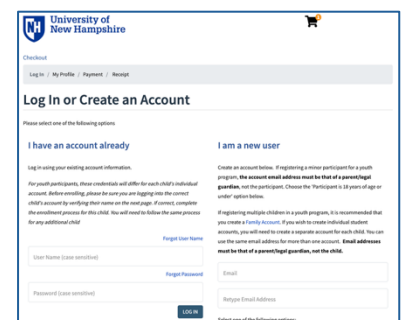 University of
New Hampshire
Checkout
Log In / My Profile / Payment / Receipt
Log In or Create an Account
Please select one of the following options
I have an account already
Log in using your existing account information.
For youth participants, these credentials will differ for each child's individual
account. Before enrolling, please be sure you are logging into the correct
child's account by verifying their name on the next page. If correct, complete
the enrollment process for this child. You will need to follow the same process
for any additional child
Forgot User Name
User Name (case sensitive)
Forgot Password
Password (case sensitive)
LOG IN
I am a new user
Create an account below. If registering a minor participant for a youth
program, the account email address must be that of a parent/legal
guardian, not the participant. Choose the 'Participant is 18 years of age or
under' option below.
If registering multiple children in a youth program, it is recommended that
you create a Family Account. If you wish to create individual student
accounts, you will need to create a separate account for each child. You can
use the same email address for more than one account. Email addresses
must be that of a parent/legal guardian, not the child.
Email
Retype Email Address
Select one of the following options: